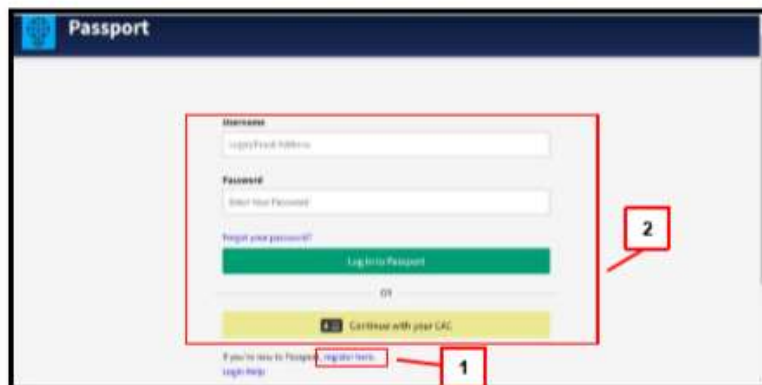 Passport
Username
Login/Email Address
Password
Enter Your Password
Forgot your password?
Log In to Passport
OR
Continue with your CAC
If you're new to Passport, register here.
Login Help
2
1